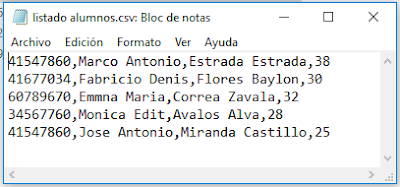 listado alumnos.csv: Bloc de notas
Archivo Edición Formato Ver Ayuda
41547860,Marco Antonio,Estrada Estrada,38
41677034,Fabricio Denis,Flores Baylon,30
60789670,Emmna Maria,Correa Zavala,32
34567760,Monica Edit,Avalos Alva,28
41547860,Jose Antonio,Miranda Castillo,25